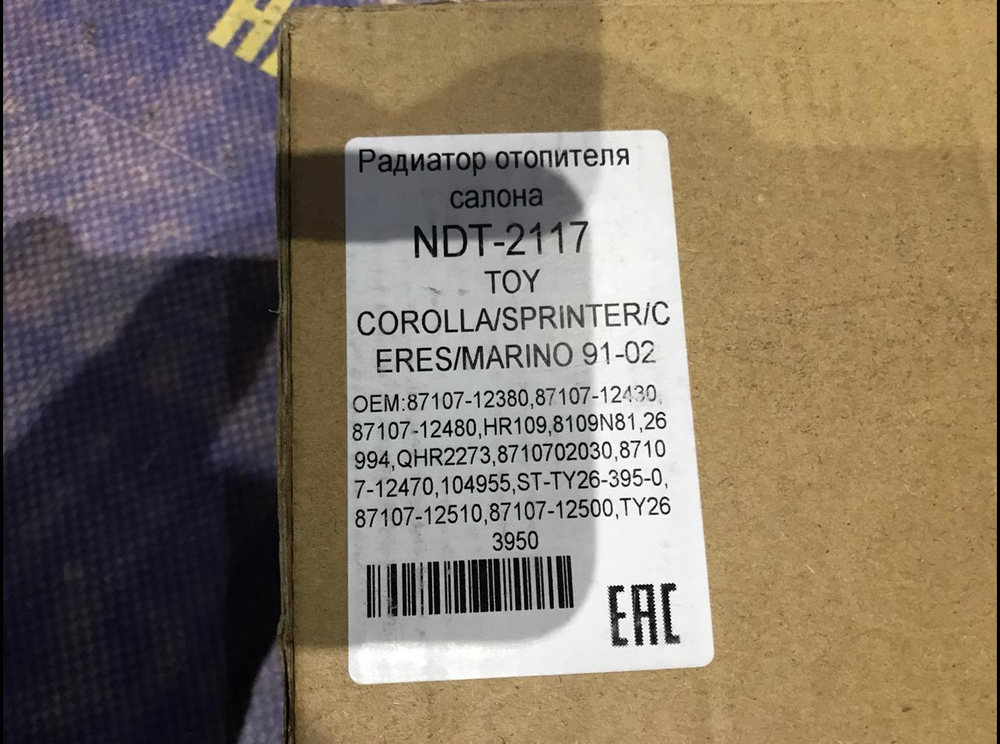 Радиатор отопителя
салона
NDT-2117
TOY
COROLLA/SPRINTER/C
ERES/MARINO 91-02
OEM:87107-12380,87107-12430,
87107-12480,HR109,8109N81,26
994,QHR2273,8710702030,8710
7-12470,104955,ST-TY26-395-0,
87107-12510,87107-12500,TY26
3950
EAC